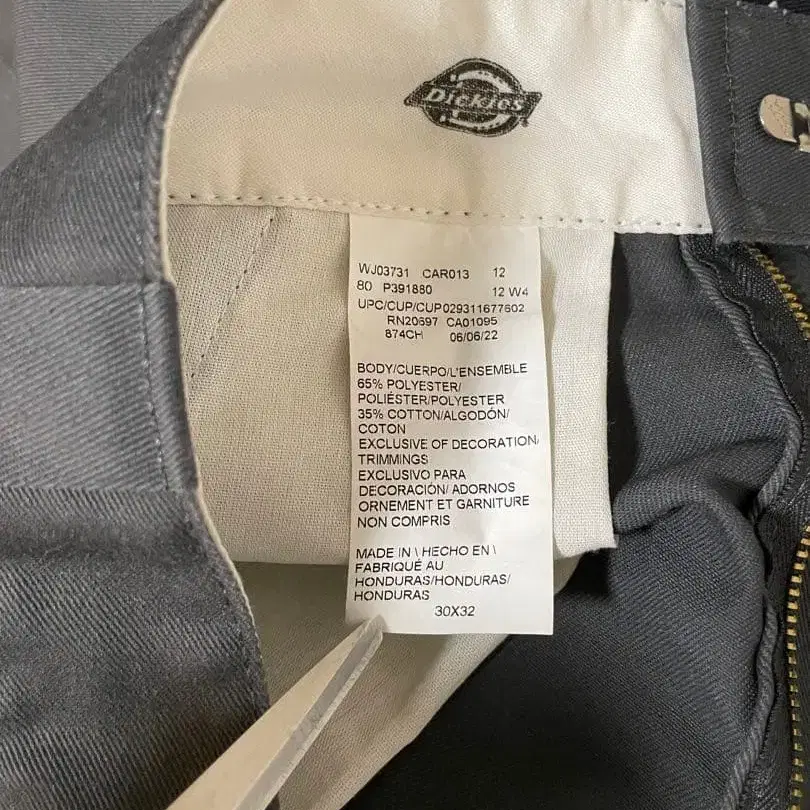 Dickies
WJ03731 CAR013 12
80 P391880 12 W4
UPC/CUP/CUP029311677602
RN20697 CA01095
874CH 06/06/22
BODY/CUERPO/L'ENSEMBLE
65% POLYESTER/
POLIÉSTER/POLYESTER
35% COTTON/ALGODÓN/
COTON
EXCLUSIVE OF DECORATION/
TRIMMINGS
EXCLUSIVO PARA
DECORACIÓN/ ADORNOS
ORNEMENT ET GARNITURE
NON COMPRIS
MADE IN \ HECHO EN \
FABRIQUÉ AU
HONDURAS/HONDURAS/
HONDURAS
30X32